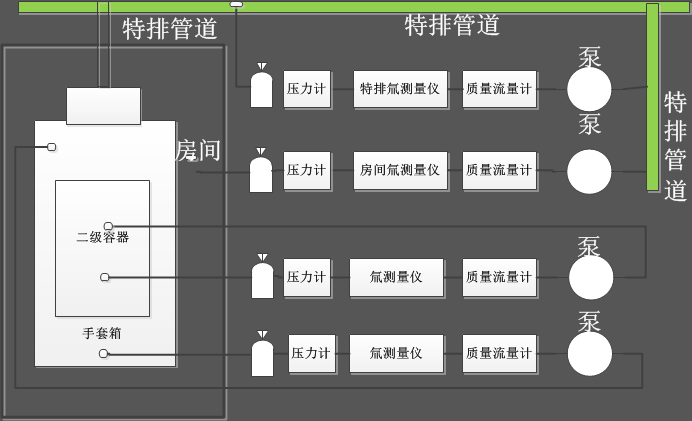 特排管道
特排管道
泵
压力计
特排氚测量仪
质量流量计
特排管道
泵
房间
压力计
房间氚测量仪
质量流量计
二级容器
泵
压力计
氚测量仪
质量流量计
手套箱
泵
压力计
氚测量仪
质量流量计